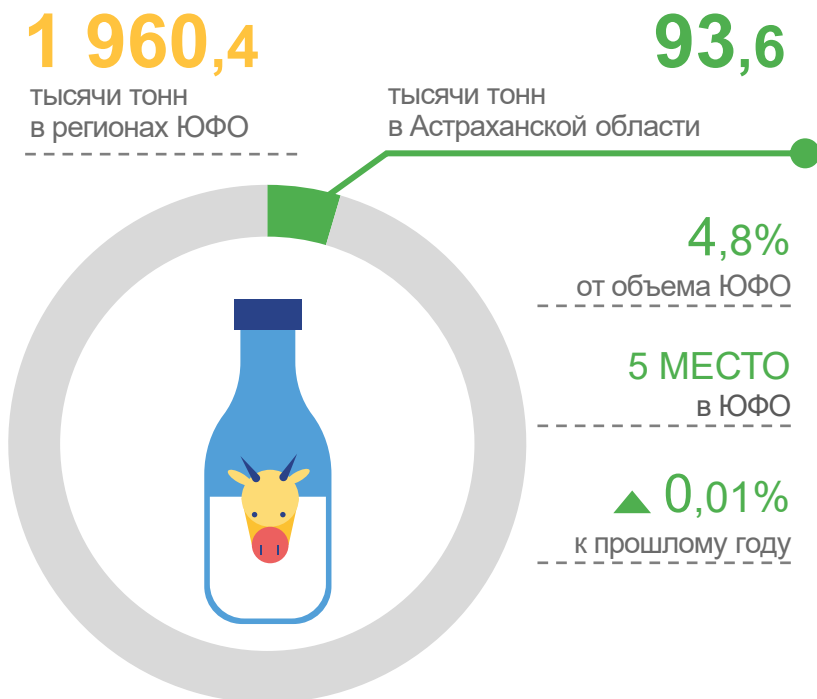 1 960,4
тысячи тонн
в регионах ЮФО
93,6
тысячи тонн
в Астраханской области
4,8%
от объема ЮФО
5 МЕСТО
в ЮФО
0,01%
к прошлому году